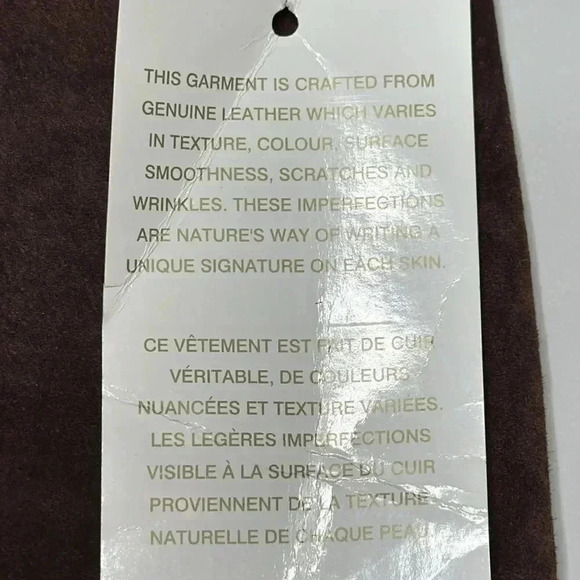 THIS GARMENT IS CRAFTED FROM
GENUINE LEATHER WHICH VARIES
IN TEXTURE, COLOUR, SURFACE
SMOOTHNESS, SCRATCHES AND
WRINKLES. THESE IMPERFECTIONS
ARE NATURE'S WAY OF WRITING A
UNIQUE SIGNATURE ON EACH SKIN.
CE VÊTEMENT EST FAIT DE CUIR
VÉRITABLE, DE COULEURS
NUANCÉES ET TEXTURE VARIÉES.
LES LEGÈRES IMPERFECTIONS
VISIBLE À LA SURFACE DU CUIR
PROVIENNENT DE LA TEXTURE
NATURELLE DE CHAQUE PEAU.